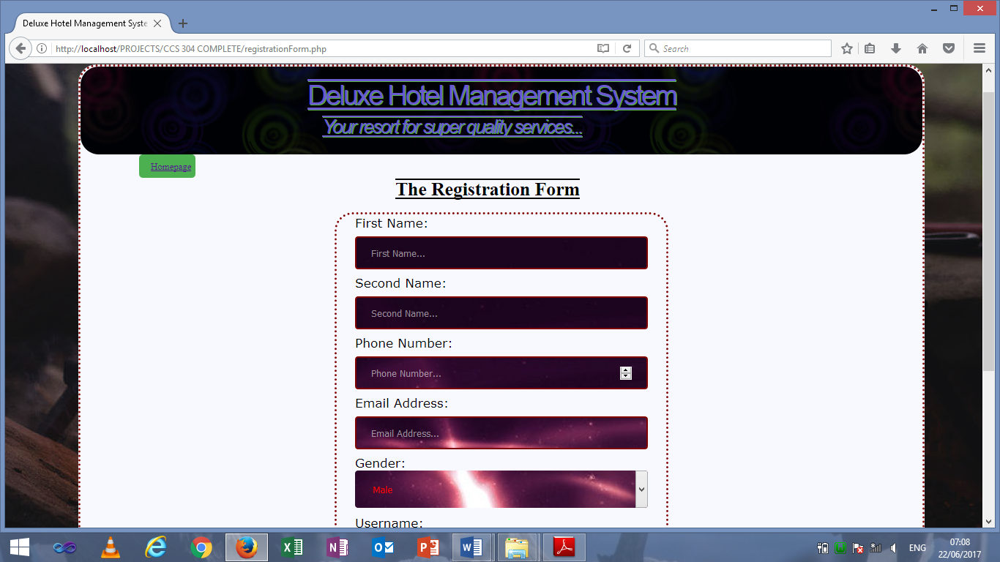 Deluxe Hotel Management Syste
http://localhost/PROJECTS/CCS 304 COMPLETE/registrationForm.php
Search
Deluxe Hotel Management System
Your resort for super quality services...
Homepage
The Registration Form
First Name:
First Name...
Second Name:
Second Name...
Phone Number:
Phone Number...
Email Address:
Email Address...
Gender:
Male
Username:
ENG
07:08
22/06/2017